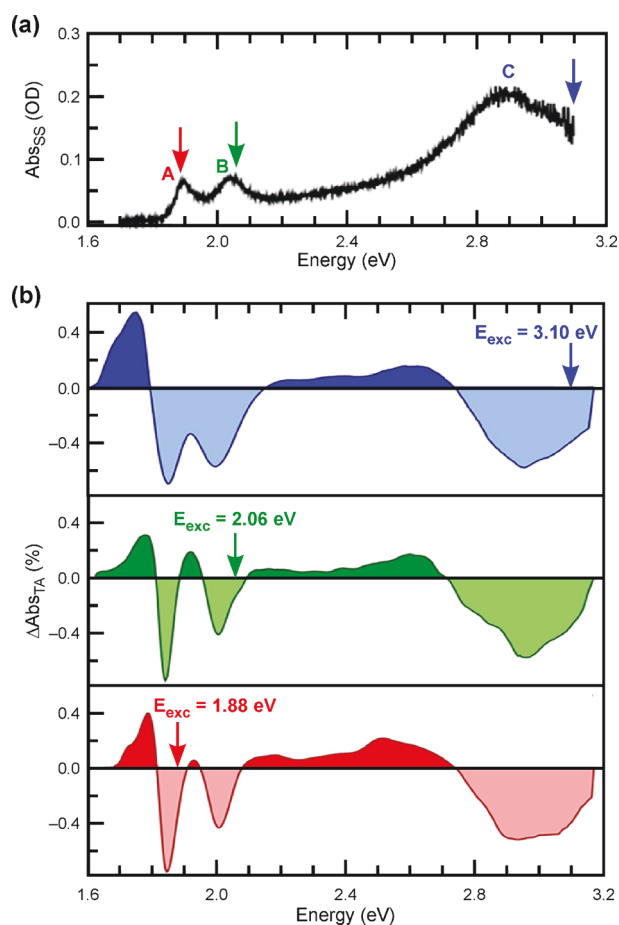 (a)
0.3
0.2
0.1
0.0
Abs_SS (OD)
A
B
C
1.6
2.0
2.4
2.8
3.2
Energy (eV)
(b)
0.4
0.0
−0.4
E_exc = 3.10 eV
0.4
0.0
−0.4
E_exc = 2.06 eV
ΔAbs_TA (%)
0.4
0.0
−0.4
E_exc = 1.88 eV
1.6
2.0
2.4
2.8
3.2
Energy (eV)